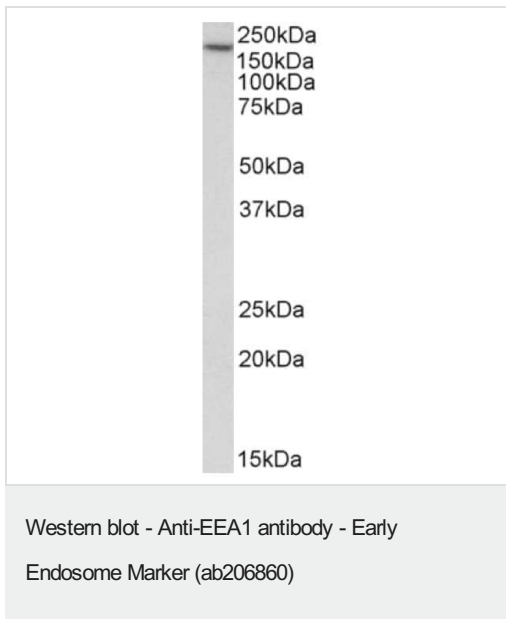 250kDa
150kDa
100kDa
75kDa
50kDa
37kDa
25kDa
20kDa
15kDa
Western blot - Anti-EEA1 antibody - Early
Endosome Marker (ab206860)